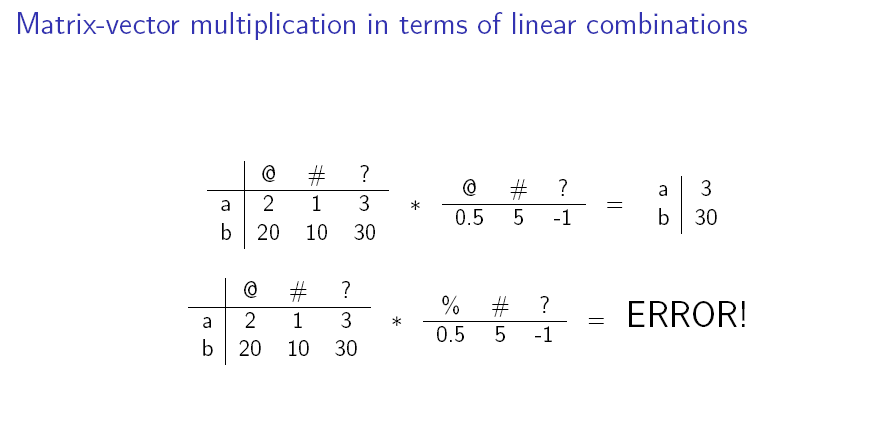 Matrix-vector multiplication in terms of linear combinations
@ # ?
a 2 1 3
b 20 10 30
*
@ # ?
0.5 5 -1
=
a 3
b 30
@ # ?
a 2 1 3
b 20 10 30
*
% # ?
0.5 5 -1
= ERROR!